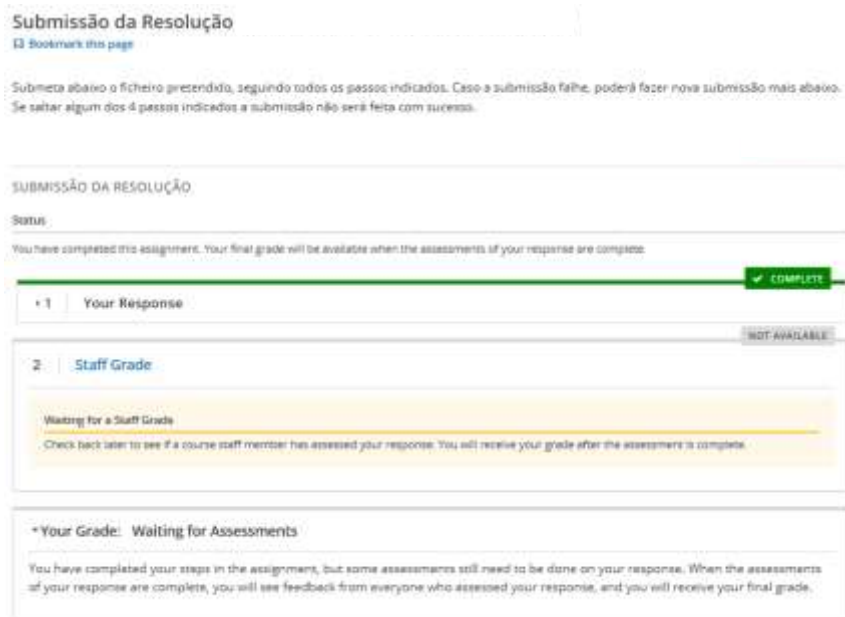 Submissão da Resolução
Bookmark this page
Submeta abaixo o ficheiro pretendido, seguindo todos os passos indicados. Caso a submissão falhe, poderá fazer nova submissão mais abaixo.
Se saltar algum dos 4 passos indicados a submissão não será feita com sucesso.
SUBMISSÃO DA RESOLUÇÃO
Status
You have completed this assignment. Your final grade will be available when the assessments of your response are complete.
✔ COMPLETE
1 Your Response
NOT AVAILABLE
2 Staff Grade
Waiting for a Staff Grade
Check back later to see if a course staff member has assessed your response. You will receive your grade after the assessment is complete.
Your Grade: Waiting for Assessments
You have completed your steps in the assignment, but some assessments still need to be done on your response. When the assessments
of your response are complete, you will see feedback from everyone who assessed your response, and you will receive your final grade.